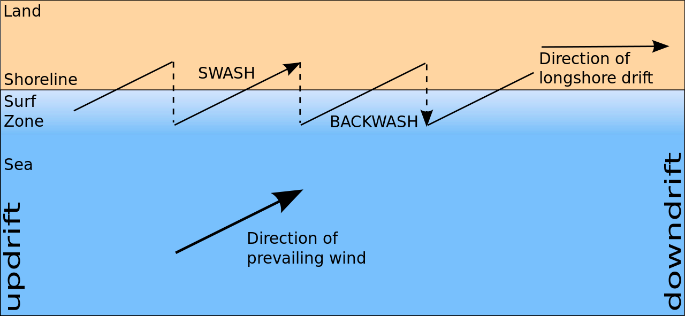 Land
SWASH
Direction of
longshore drift
Shoreline
Surf
Zone
BACKWASH
Sea
updrift
Direction of
prevailing wind
downdrift